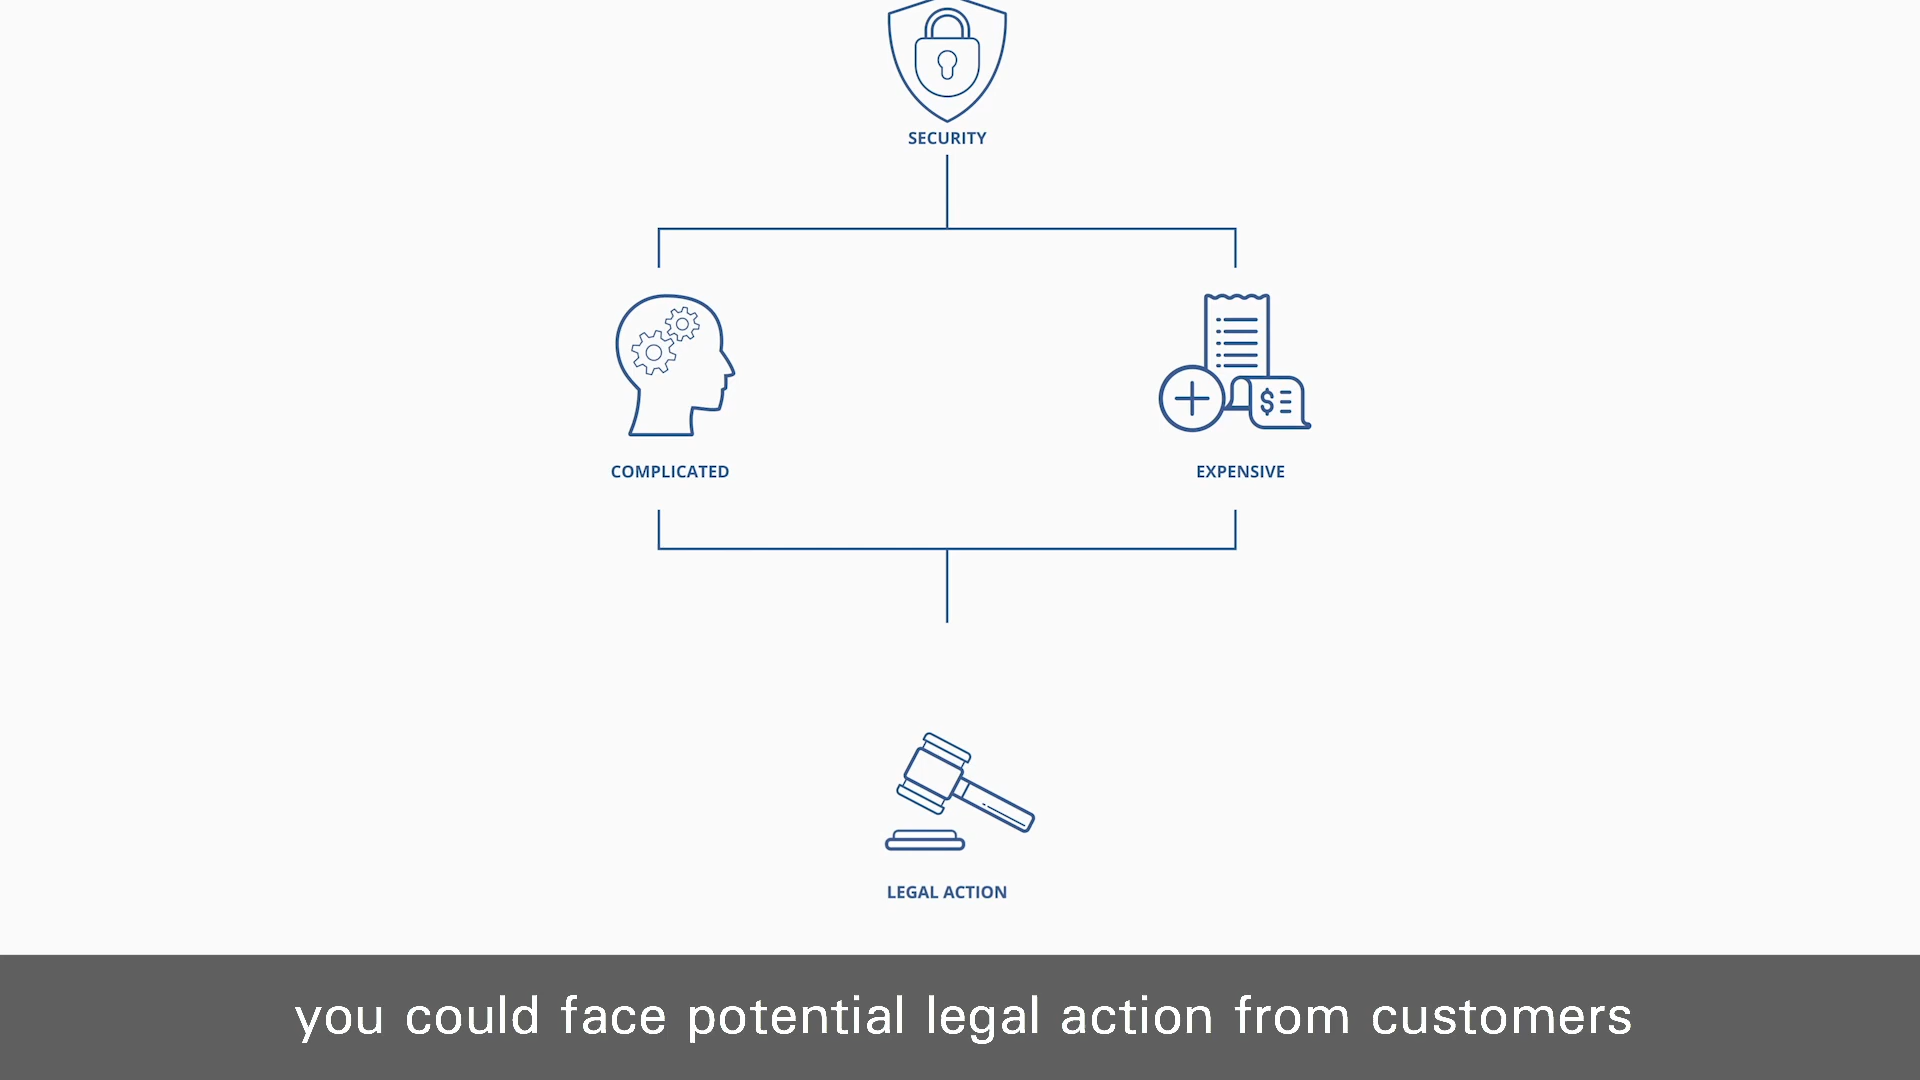 SECURITY
COMPLICATED
EXPENSIVE
$
LEGAL ACTION
you could face potential legal action from customers